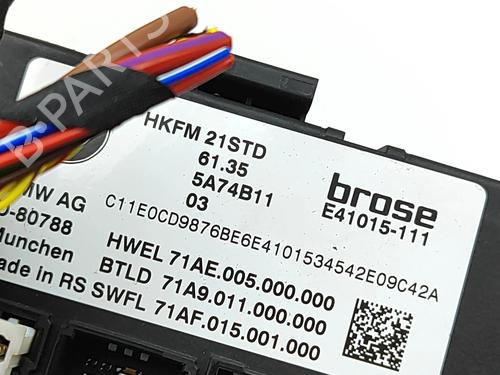 HKFM 21STD
61.35
5A74B11
03
brose
E41015-111
C11E0CD9876BE6E4101534542E09C42A
MW AG
-80788
Munchen
ade in RS
HWEL 71AE.005.000.000
BTLD 71A9.011.000.000
SWFL 71AF.015.001.000
B-PARTS